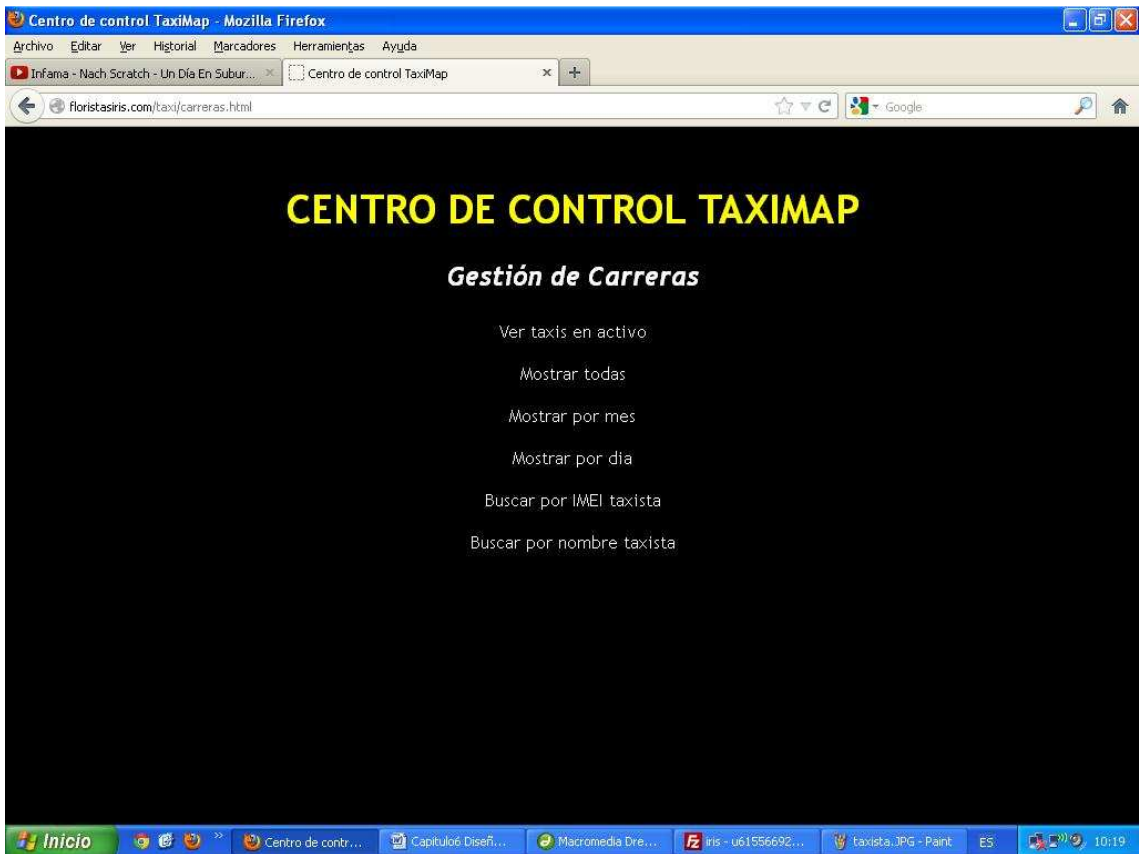 Centro de control TaxiMap - Mozilla Firefox
Archivo Editar Ver Historial Marcadores Herramientas Ayuda
Infama - Nach Scratch - Un Día En Subur... Centro de control TaxiMap
floristasiris.com/taxi/carreras.html Google
CENTRO DE CONTROL TAXIMAP
Gestión de Carreras
Ver taxis en activo
Mostrar todas
Mostrar por mes
Mostrar por dia
Buscar por IMEI taxista
Buscar por nombre taxista
Inicio Centro de contr... Capítulo6 Diseñ... Macromedia Dre... iris - u61556692... taxista.JPG - Paint ES 10:19